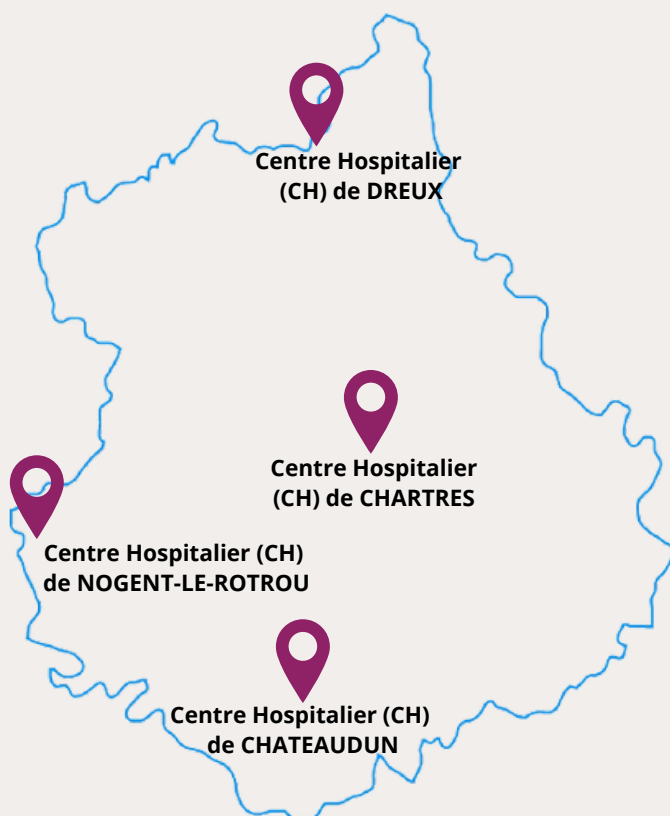 Centre Hospitalier
(CH) de DREUX
Centre Hospitalier
(CH) de CHARTRES
Centre Hospitalier (CH)
de NOGENT-LE-ROTROU
Centre Hospitalier (CH)
de CHATEAUDUN